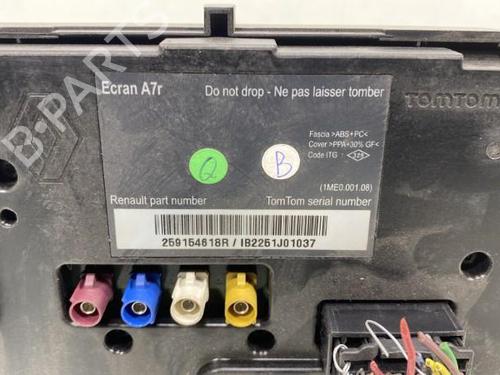 Ecran A7r
Do not drop - Ne pas laisser tomber
TOMTOM
Fascia >ABS+PC<
Cover >PPA+30% GF<
Code ITG :
Q
B
(1ME0.001.08)
Renault part number
TomTom serial number
259154618R / IB2251J01037
B-PARTS